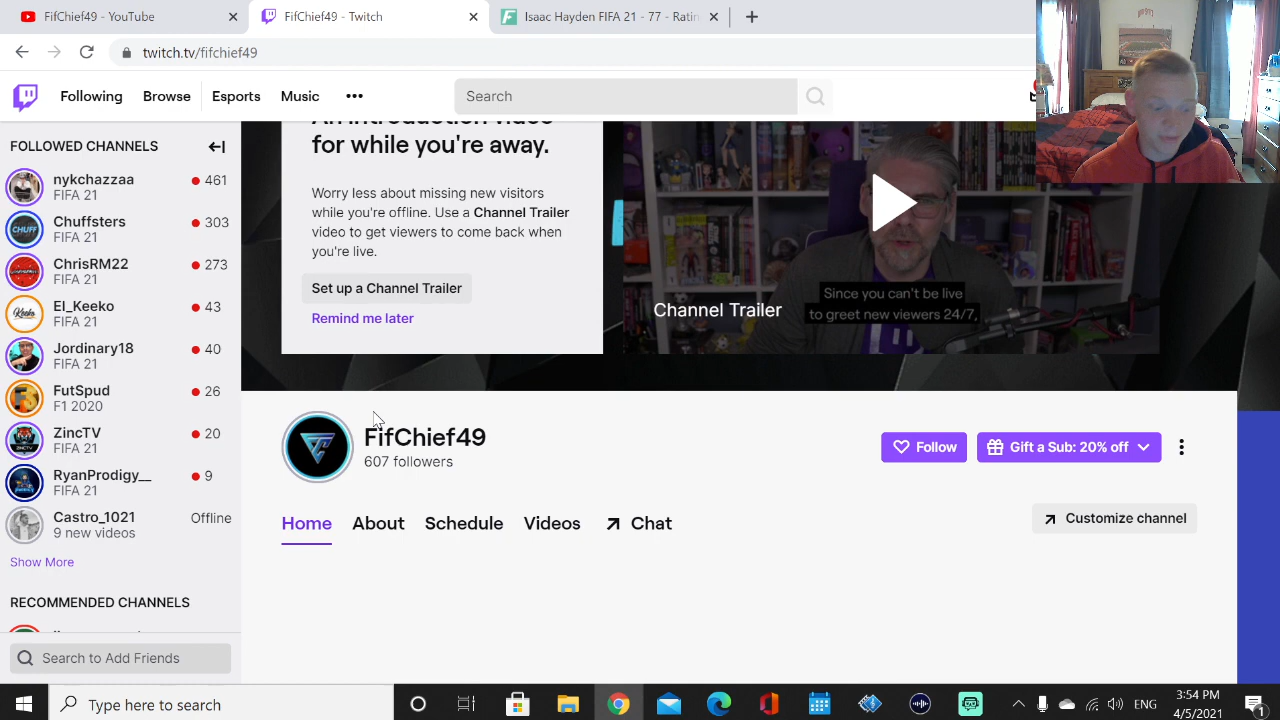 FifChief49 - YouTube
FifChief49 - Twitch
Isaac Hayden FIFA 21 - 77 - Ratin
twitch.tv/fifchief49
Following
Browse
Esports
Music
Search
FOLLOWED CHANNELS
nykchazzaa
461
FIFA 21
Chuffsters
303
FIFA 21
ChrisRM22
273
FIFA 21
El_Keeko
43
FIFA 21
Jordinary18
40
FIFA 21
FutSpud
26
F1 2020
ZincTV
20
FIFA 21
RyanProdigy__
9
FIFA 21
Castro_1021
Offline
9 new videos
Show More
RECOMMENDED CHANNELS
Search to Add Friends
An introduction video
for while you're away.
Worry less about missing new visitors
while you're offline. Use a Channel Trailer
video to get viewers to come back when
you're live.
Set up a Channel Trailer
Remind me later
Channel Trailer
Since you can't be live
to greet new viewers 24/7,
FifChief49
607 followers
Follow
Gift a Sub: 20% off
Home
About
Schedule
Videos
Chat
Customize channel
Type here to search
ENG
3:54 PM
4/5/2021
1